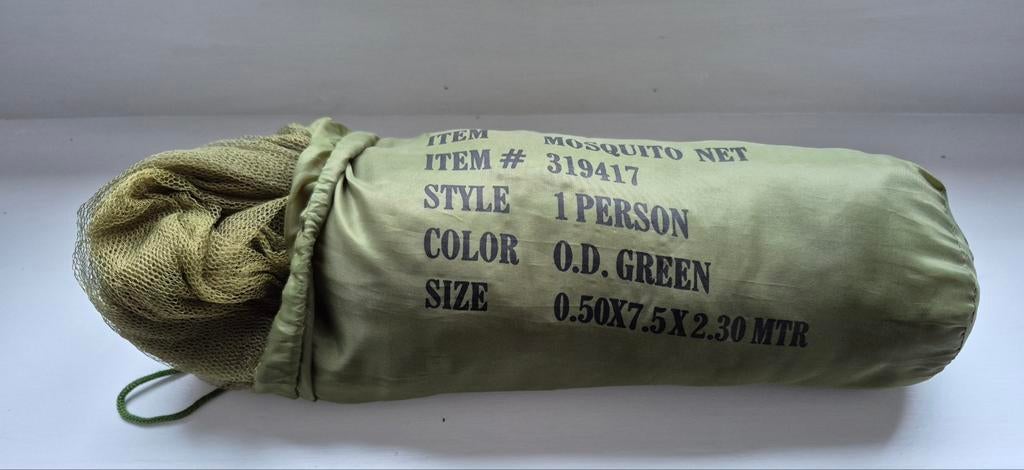 ITEM MOSQUITO NET
ITEM # 319417
STYLE 1 PERSON
COLOR O.D. GREEN
SIZE 0.50X7.5X2.30 MTR